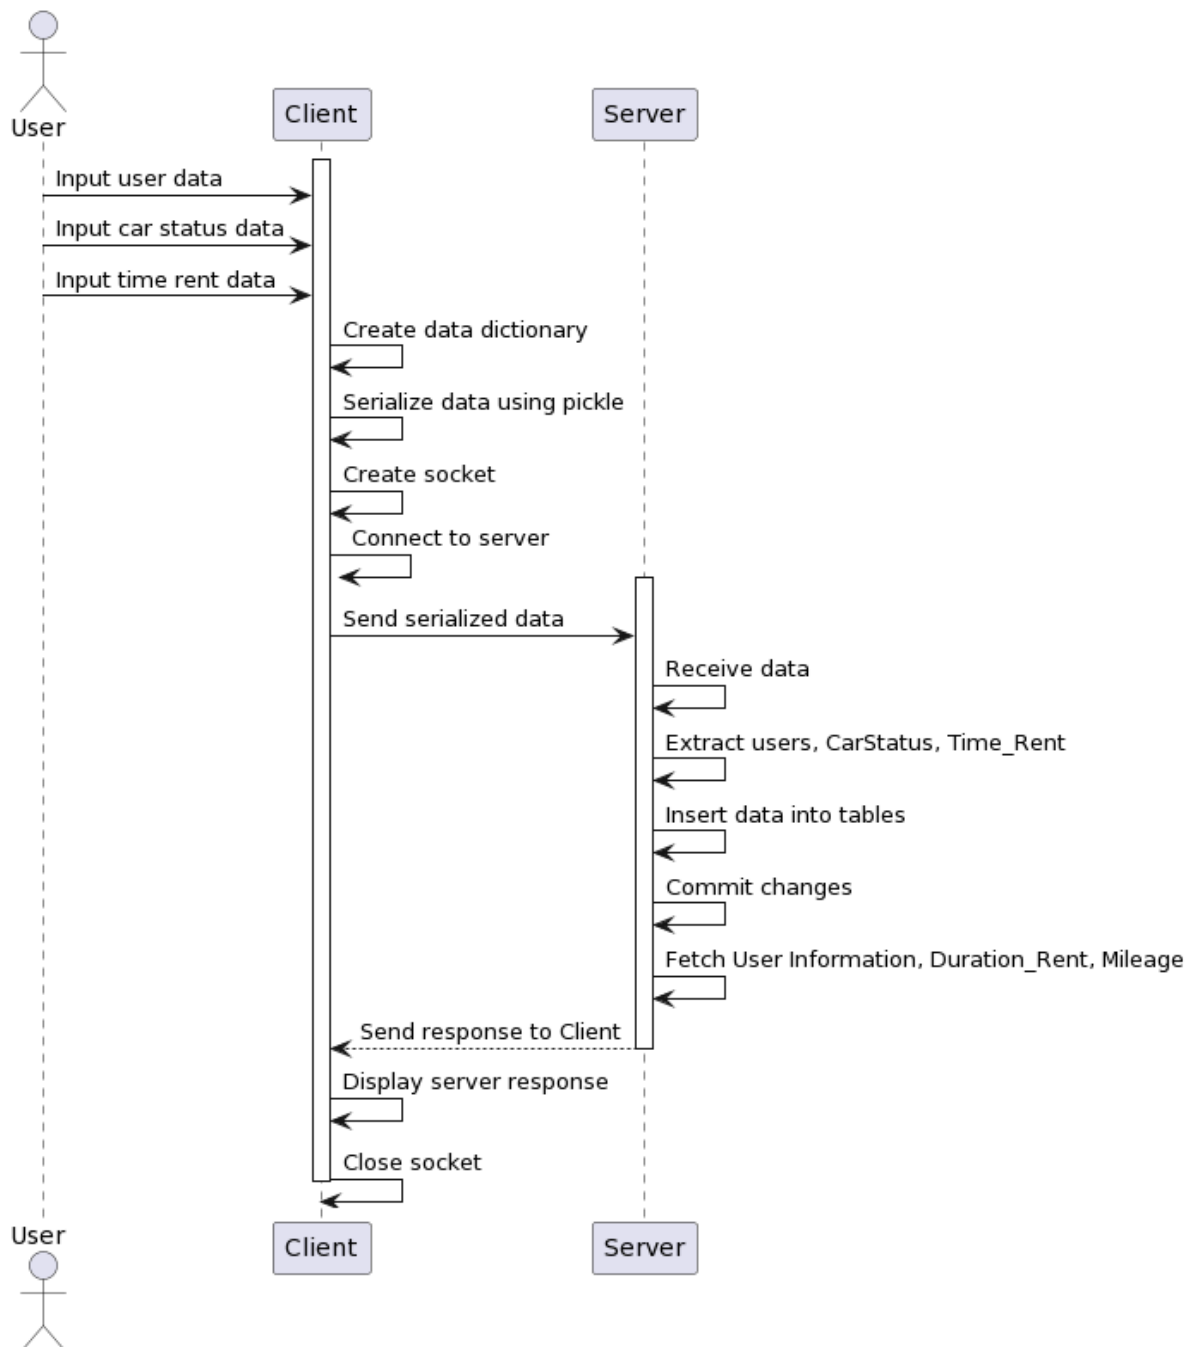 User
Client
Server
Input user data
Input car status data
Input time rent data
Create data dictionary
Serialize data using pickle
Create socket
Connect to server
Send serialized data
Receive data
Extract users, CarStatus, Time_Rent
Insert data into tables
Commit changes
Fetch User Information, Duration_Rent, Mileage
Send response to Client
Display server response
Close socket
User
Client
Server